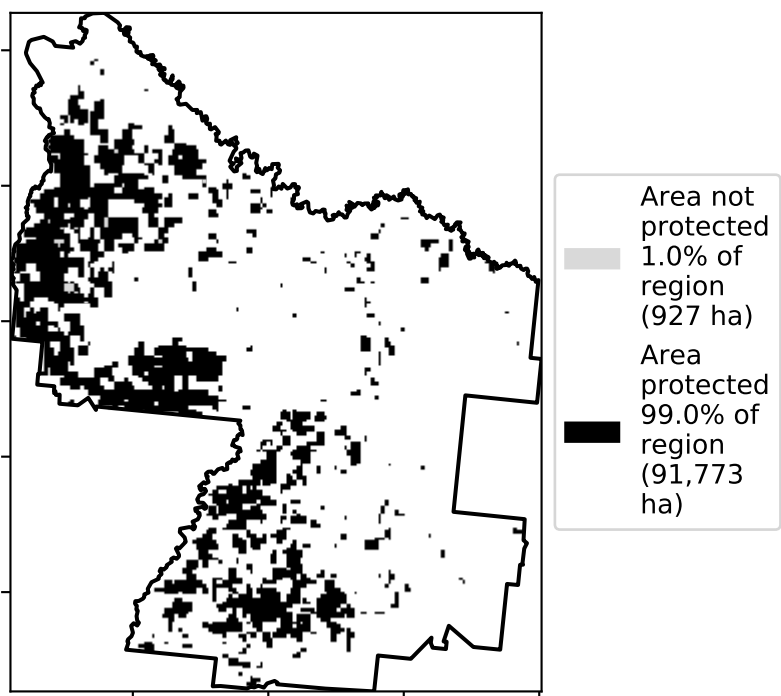 Area not
protected
1.0% of
region
(927 ha)
Area
protected
99.0% of
region
(91,773
ha)